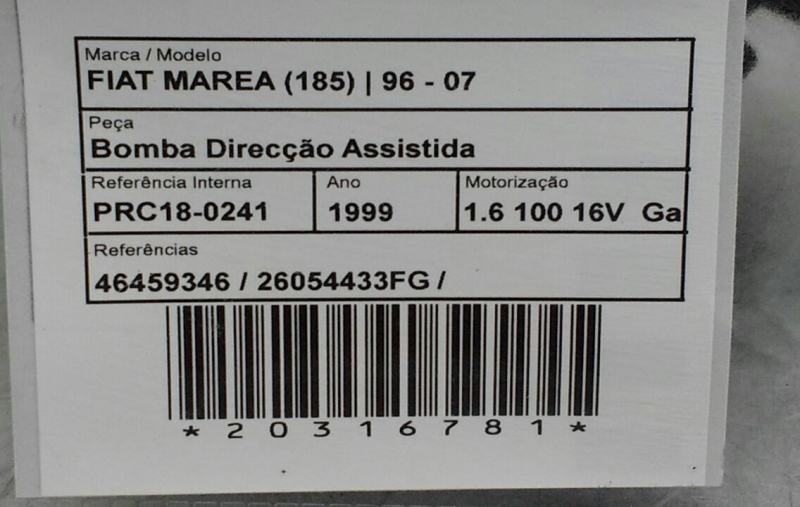 Marca / Modelo
FIAT MAREA (185) | 96 - 07
Peça
Bomba Direcção Assistida
Referência Interna Ano Motorização
PRC18-0241 1999 1.6 100 16V Ga
Referências
46459346 / 26054433FG /
*20316781*